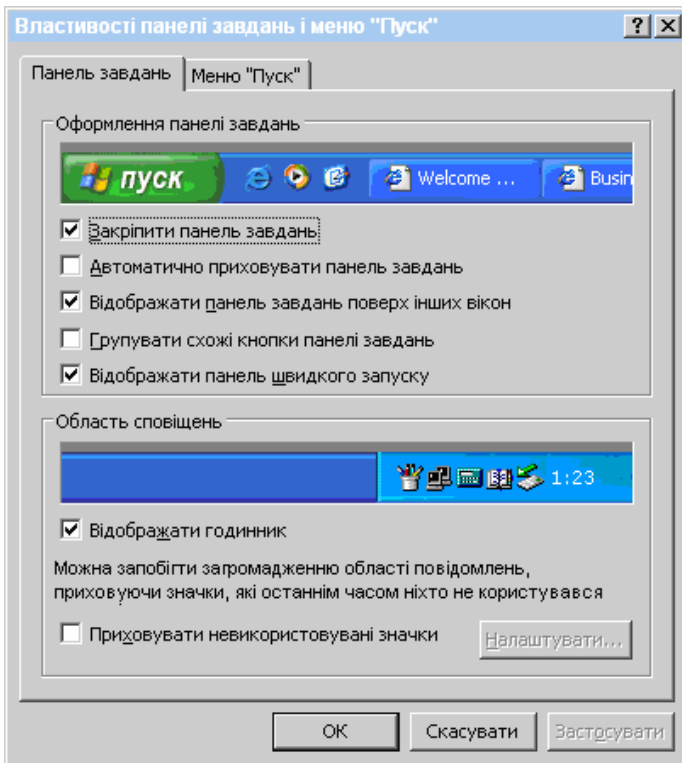 Властивості панелі завдань і меню "Пуск"
Панель завдань Меню "Пуск"
Оформлення панелі завдань
пуск Welcome ... Busin
Закріпити панель завдань
Автоматично приховувати панель завдань
Відображати панель завдань поверх інших вікон
Групувати схожі кнопки панелі завдань
Відображати панель швидкого запуску
Область сповіщень
1:23
Відображати годинник
Можна запобігти загромадженню області повідомлень,
приховуючи значки, які останнім часом ніхто не користувався
Приховувати невикористовувані значки Налаштувати...
ОК Скасувати Застосувати